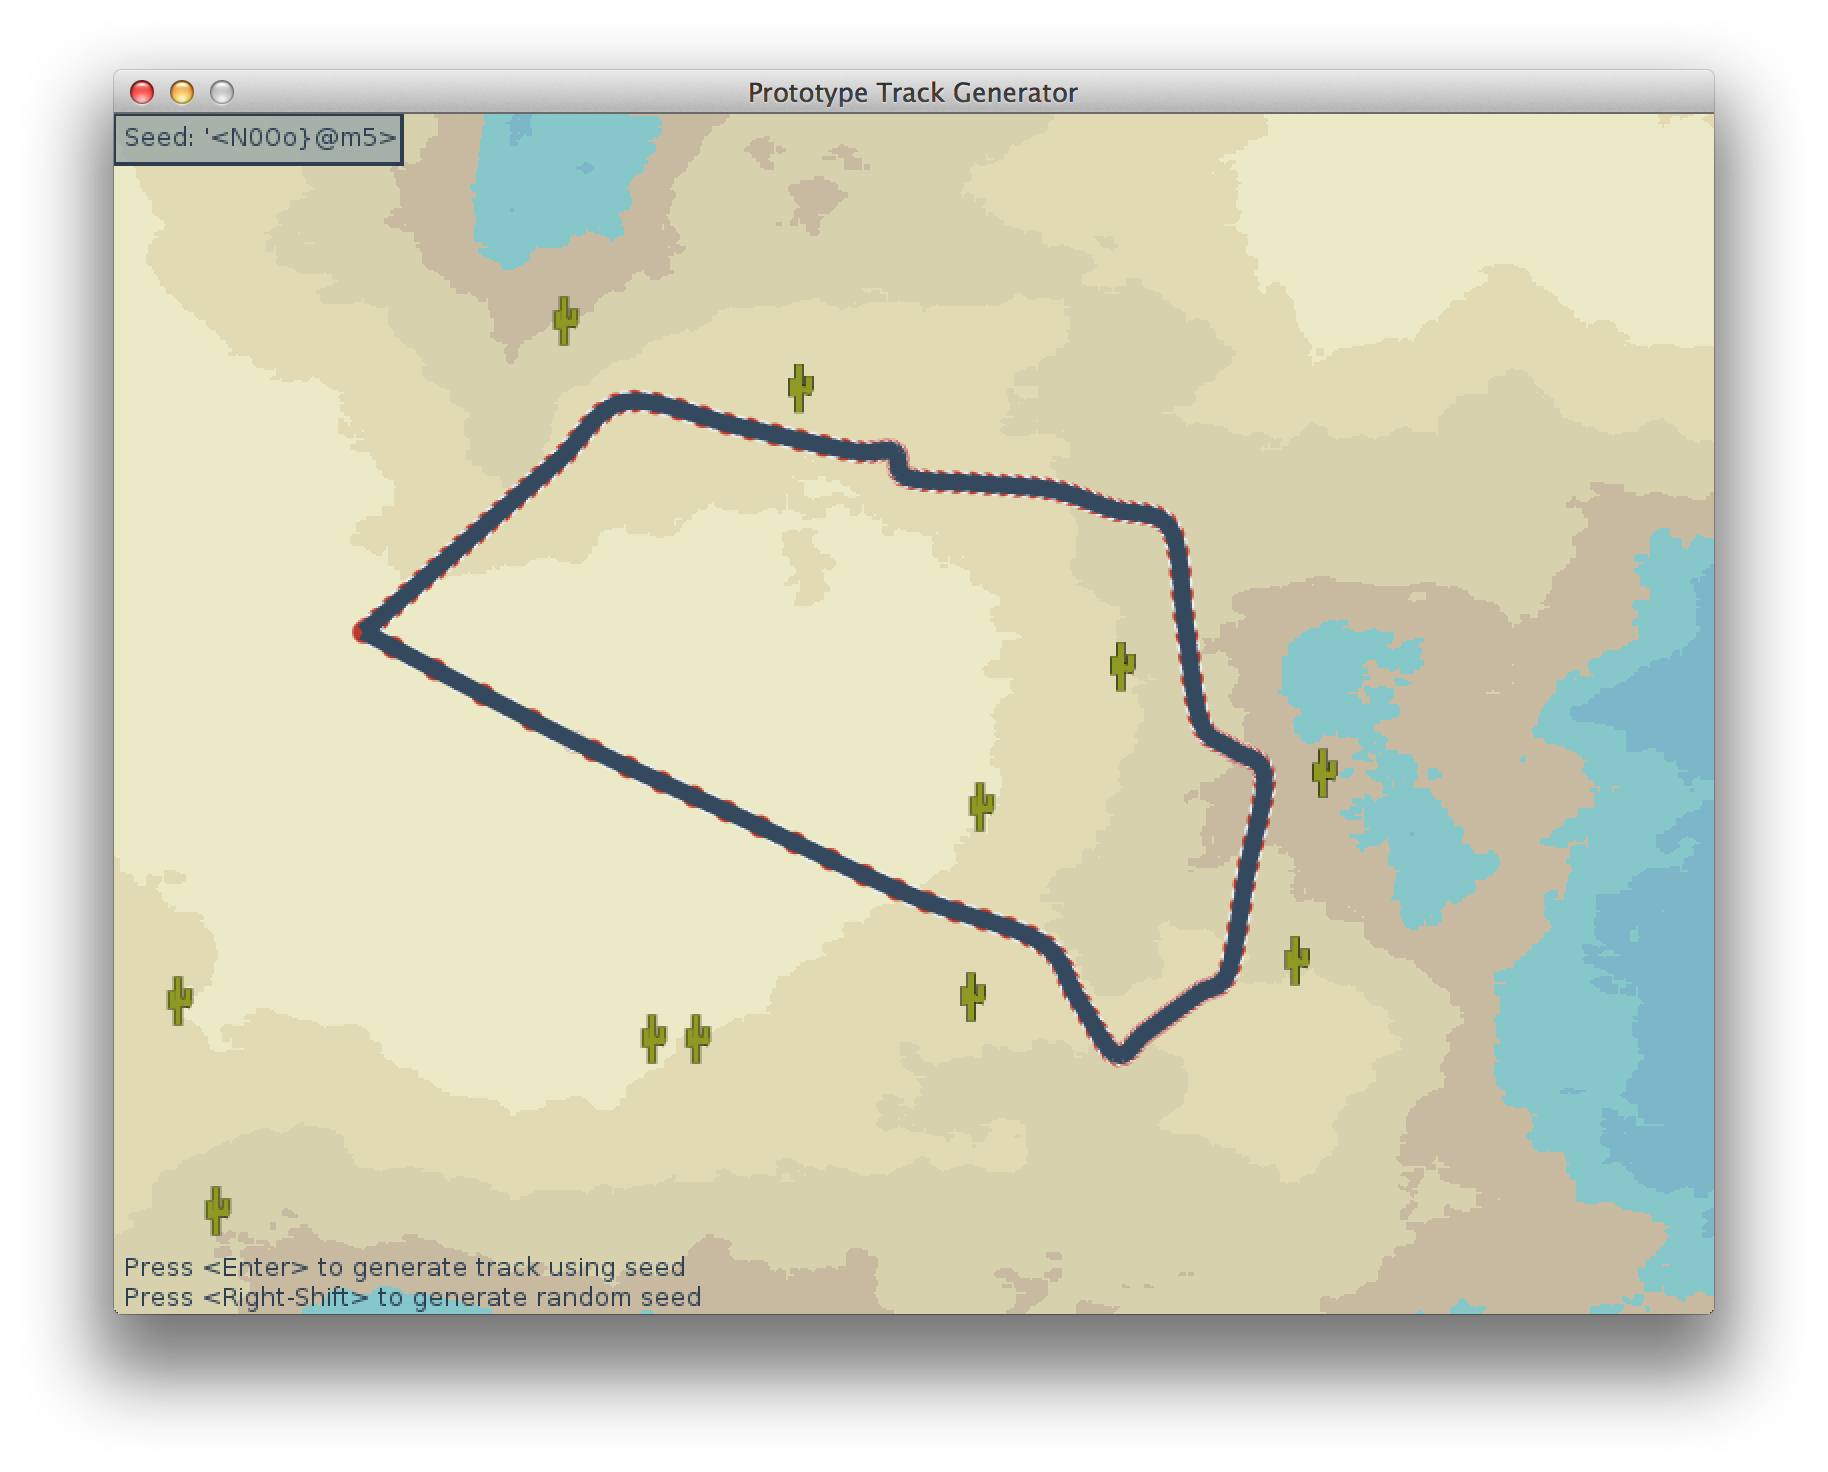 Prototype Track Generator
Seed: '<N0Oo}@m5>
Press <Enter> to generate track using seed
Press <Right-Shift> to generate random seed